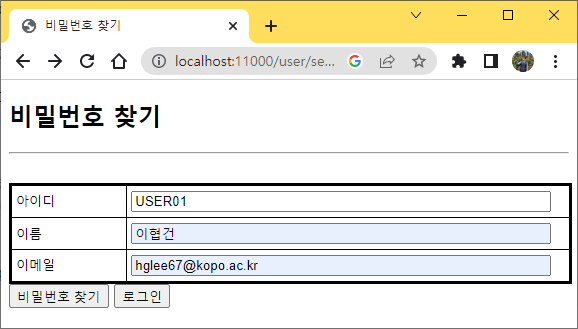 비밀번호 찾기
localhost:11000/user/se...
비밀번호 찾기
아이디 USER01
이름 이협건
이메일 hglee67@kopo.ac.kr
비밀번호 찾기 로그인